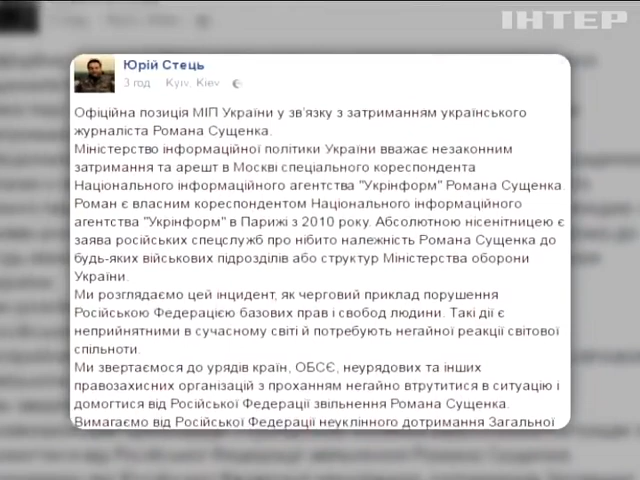 ІНТЕР
Юрій Стець
3 год Kyiv, Kiev
Офіційна позиція МІП України у зв'язку з затриманням українського
журналіста Романа Сущенка.
Міністерство інформаційної політики України вважає незаконним
затримання та арешт в Москві спеціального кореспондента
Національного інформаційного агентства "Укрінформ" Романа Сущенка.
Роман є власним кореспондентом Національного інформаційного
агентства "Укрінформ" в Парижі з 2010 року. Абсолютною нісенітницею є
заява російських спецслужб про нібито належність Романа Сущенка до
будь-яких військових підрозділів або структур Міністерства оборони
України.
Ми розглядаємо цей інцидент, як черговий приклад порушення
Російською Федерацією базових прав і свобод людини. Такі дії є
неприйнятними в сучасному світі й потребують негайної реакції світової
спільноти.
Ми звертаємося до урядів країн, ОБСЄ, неурядових та інших
правозахисних організацій з проханням негайно втрутитися в ситуацію і
домогтися від Російської Федерації звільнення Романа Сущенка.
Вимагаємо від Російської Федерації неуклінного дотримання Загальної